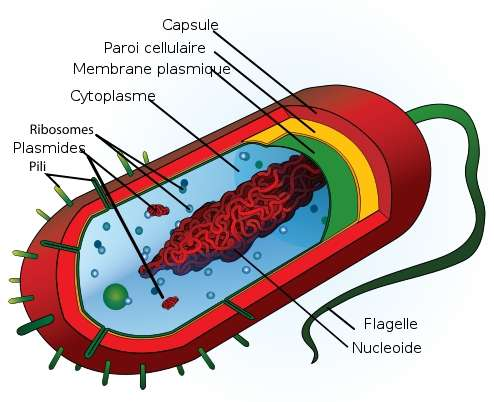 Capsule
Paroi cellulaire
Membrane plasmique
Cytoplasme
Ribosomes
Plasmides
Pili
Flagelle
Nucleoide